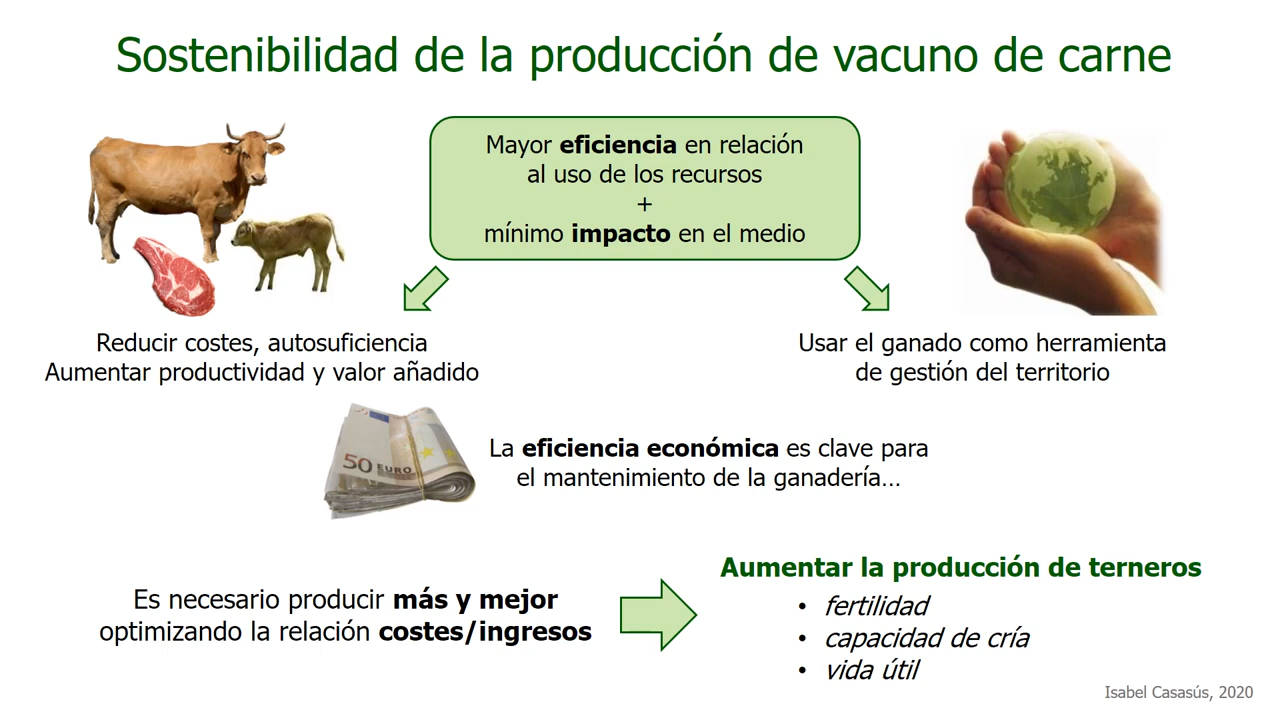 Sostenibilidad de la producción de vacuno de carne
Mayor eficiencia en relación
al uso de los recursos
+
mínimo impacto en el medio
Reducir costes, autosuficiencia
Aumentar productividad y valor añadido
Usar el ganado como herramienta
de gestión del territorio
50 EURO
La eficiencia económica es clave para
el mantenimiento de la ganadería...
Es necesario producir más y mejor
optimizando la relación costes/ingresos
Aumentar la producción de terneros
• fertilidad
• capacidad de cría
• vida útil
Isabel Casasús, 2020